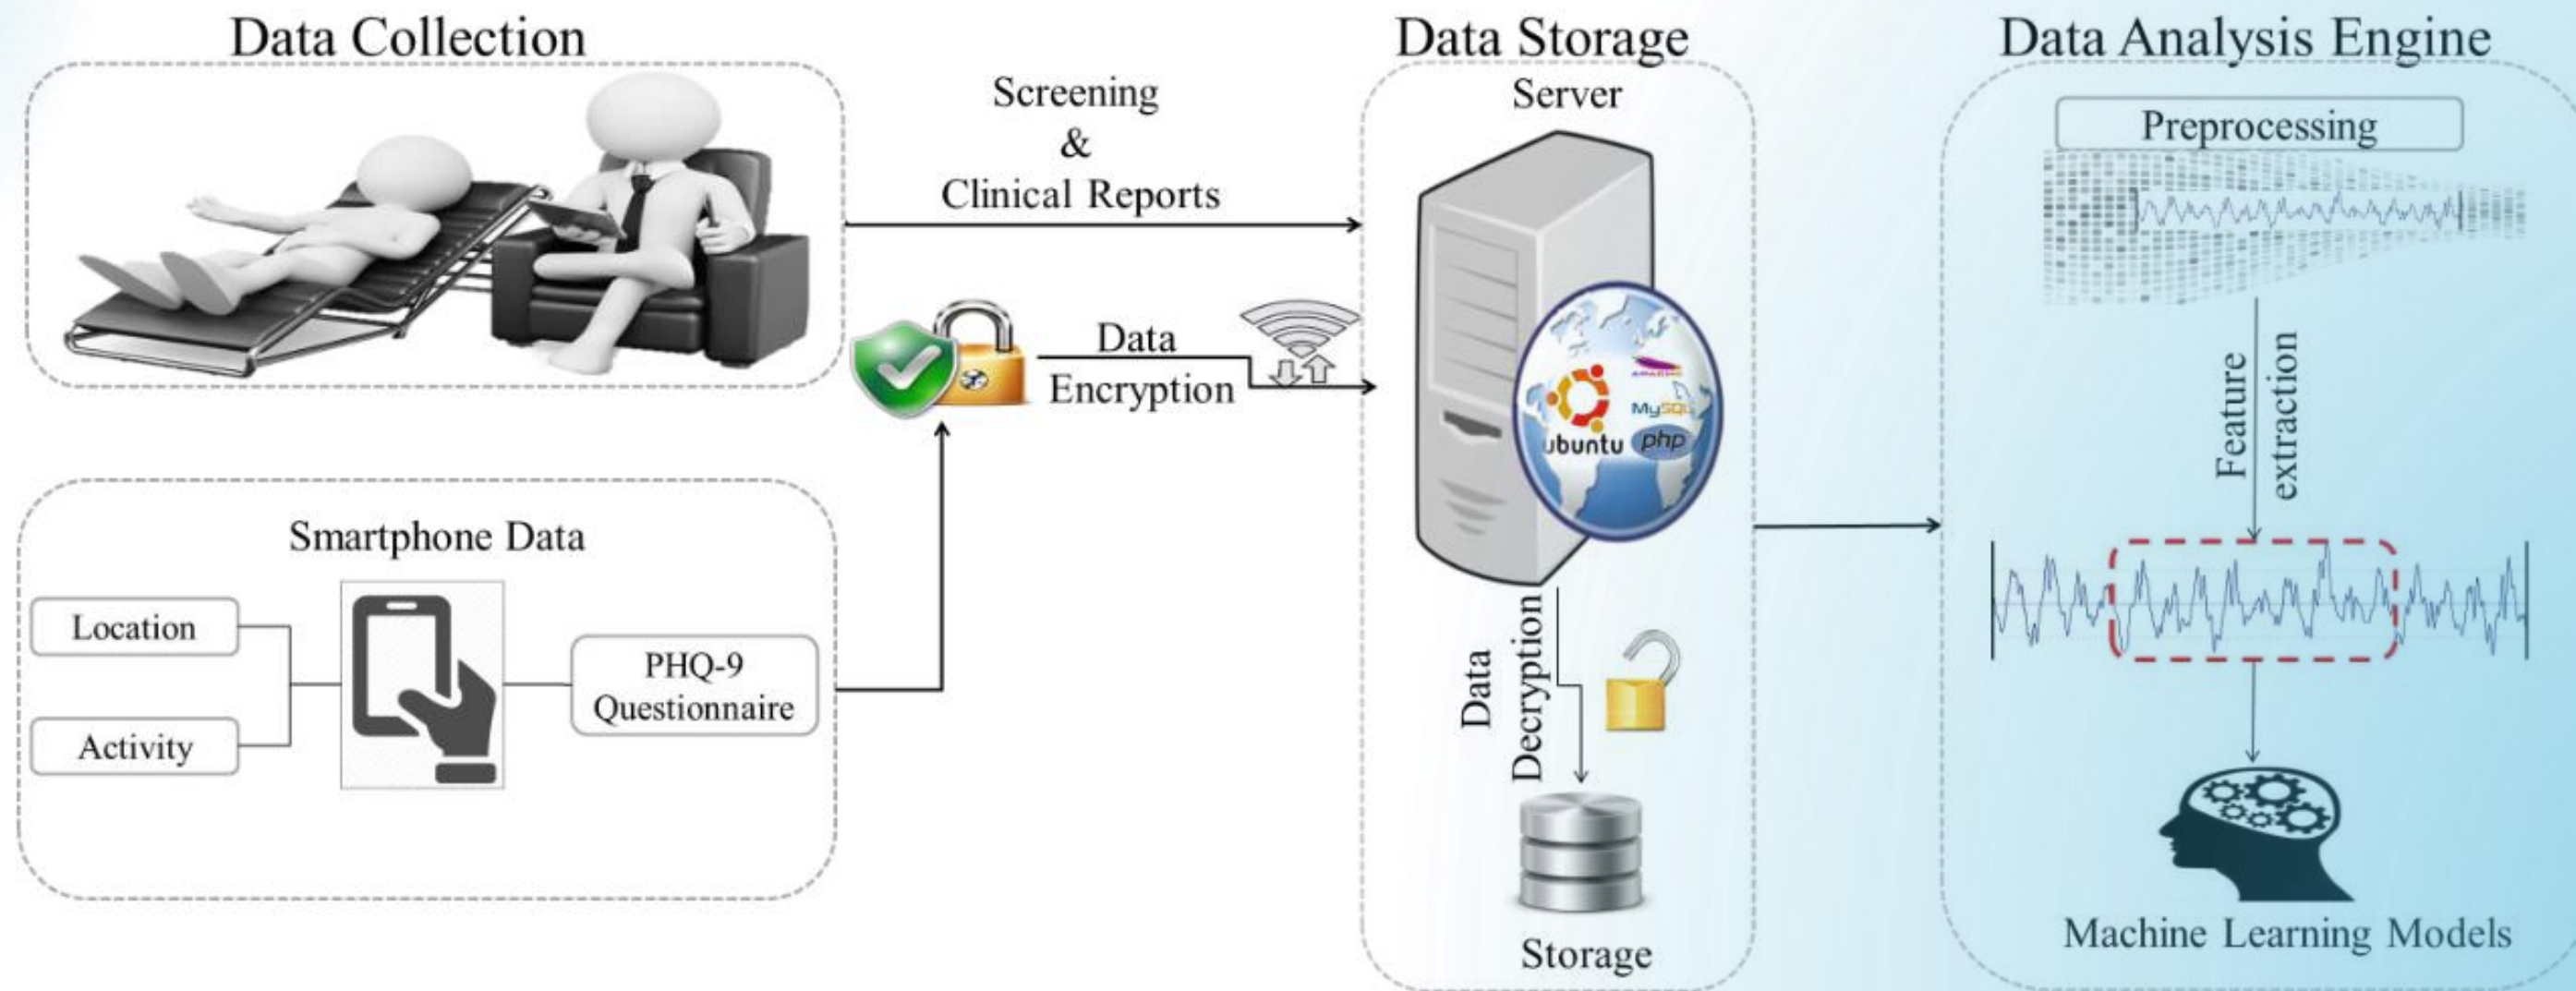 Data Collection
Screening
&
Clinical Reports
Data
Encryption
Smartphone Data
Location
Activity
PHQ-9
Questionnaire
Data Storage
Server
APACHE
MySQL
ubuntu
php
Data
Decryption
Storage
Data Analysis Engine
Preprocessing
Feature
extraction
Machine Learning Models